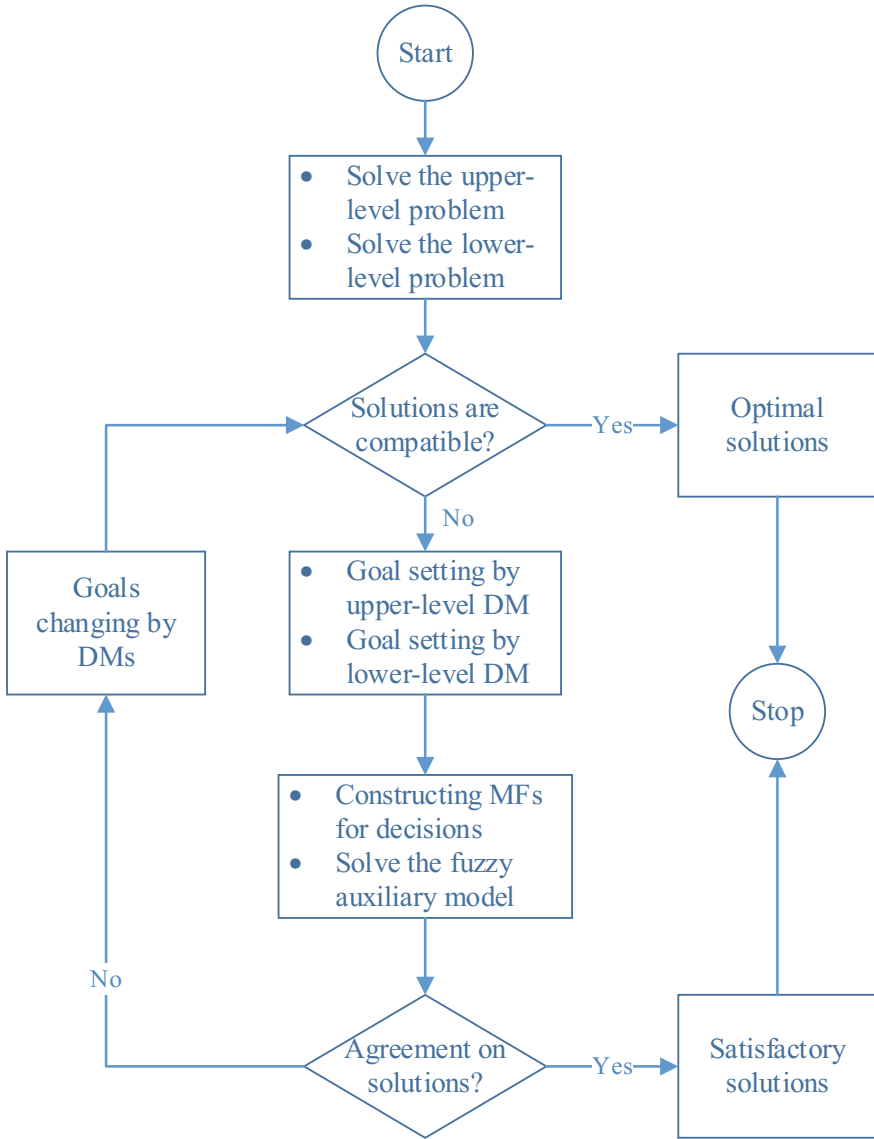 Start
• Solve the upper-
level problem
• Solve the lower-
level problem
Solutions are
compatible?
Yes
Optimal
solutions
No
Goals
changing by
DMs
• Goal setting by
upper-level DM
• Goal setting by
lower-level DM
Stop
• Constructing MFs
for decisions
• Solve the fuzzy
auxiliary model
No
Agreement on
solutions?
Yes
Satisfactory
solutions